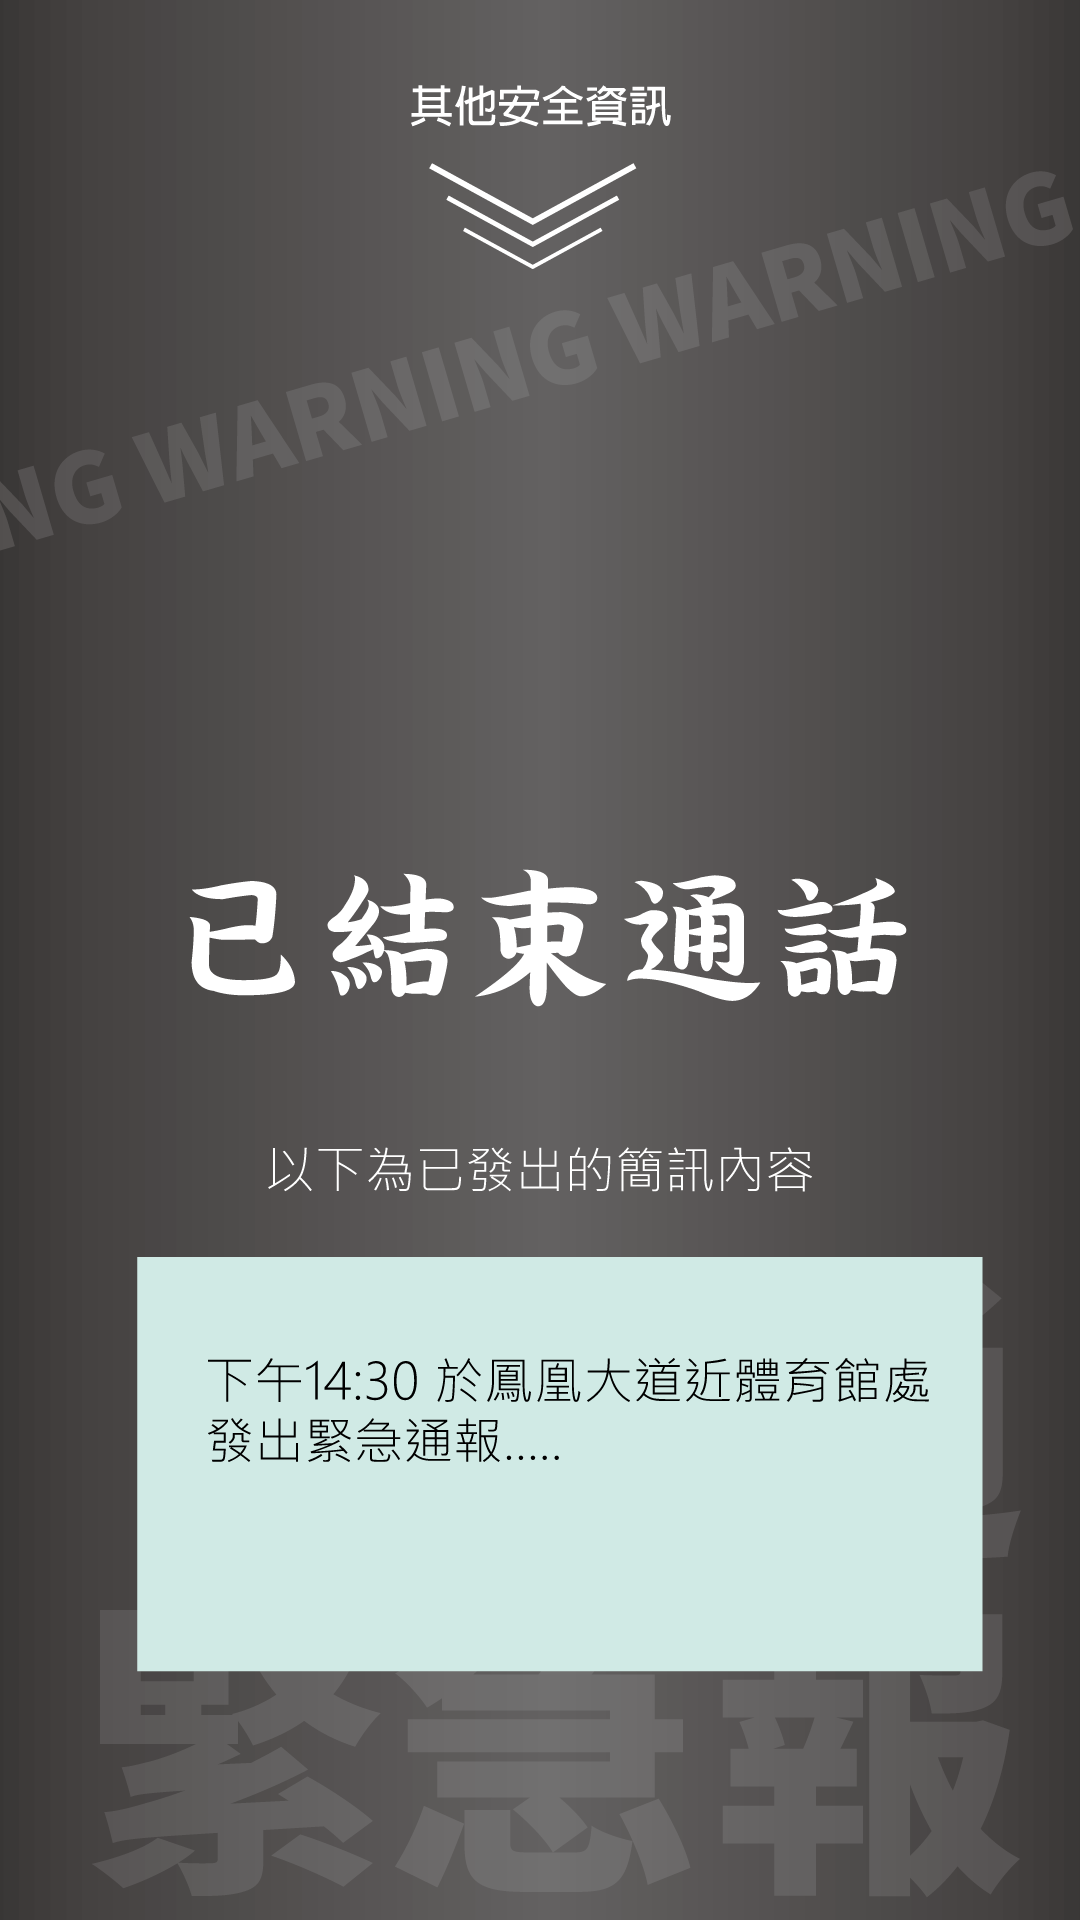 其他安全資訊
NG WARNING WARNING
已結束通話
以下為已發出的簡訊內容
下午14:30 於鳳凰大道近體育館處
發出緊急通報.....
緊急報